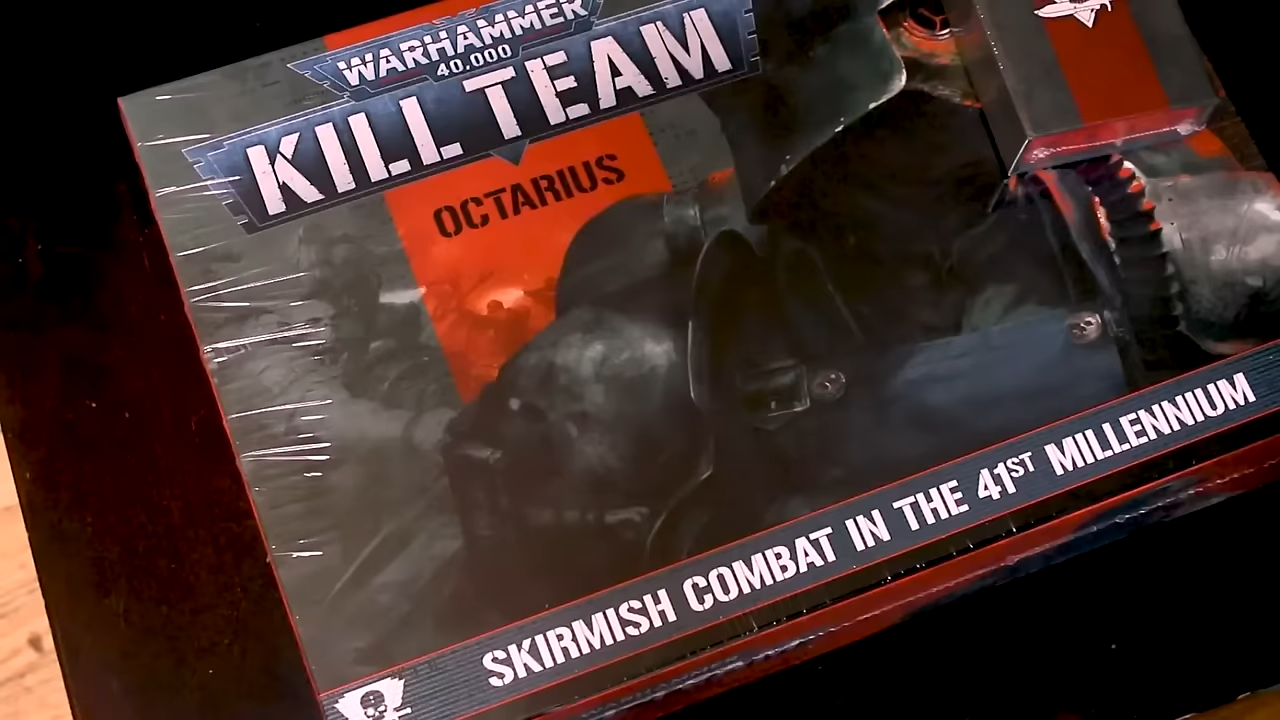 WARHAMMER
40,000
KILL TEAM
OCTARIUS
SKIRMISH COMBAT IN THE 41ST MILLENNIUM